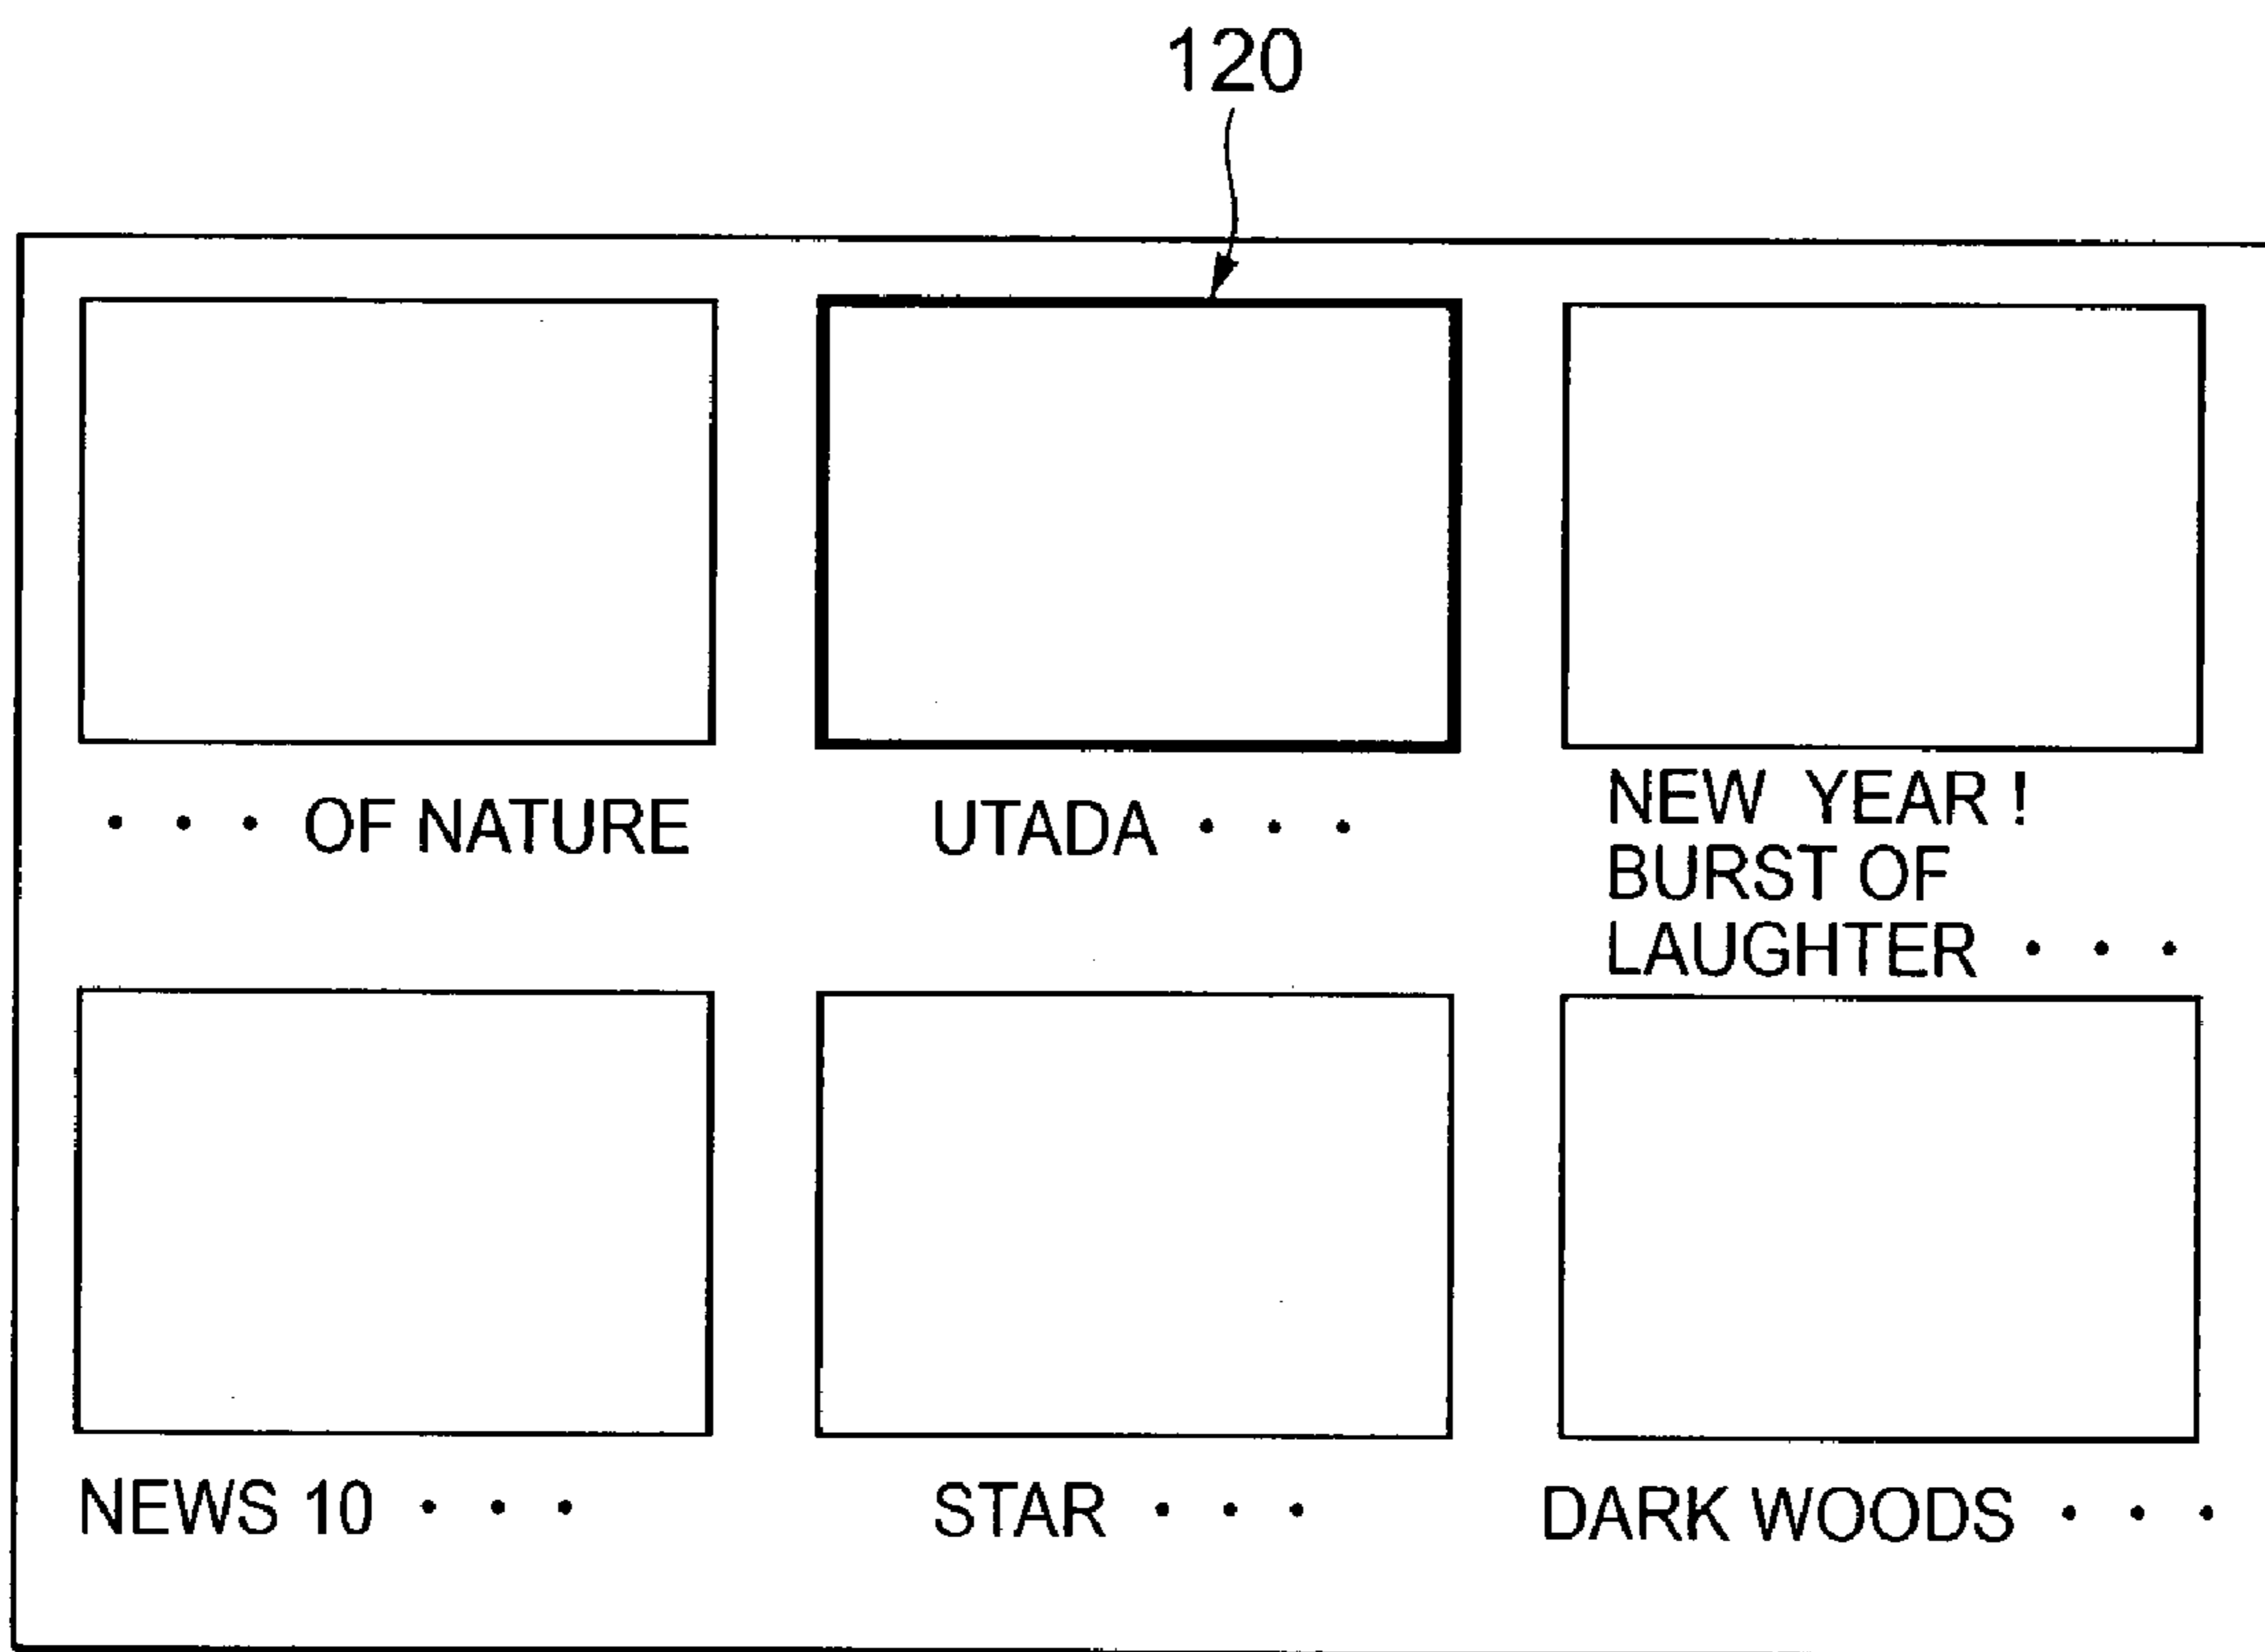 120
· · · OF NATURE
UTADA · · ·
NEW YEAR !
BURST OF
LAUGHTER · · ·
NEWS 10 · · ·
STAR · · ·
DARK WOODS · · ·